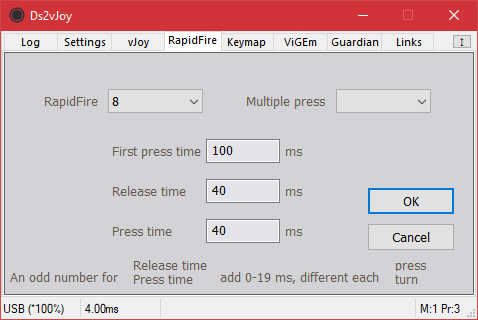 Ds2vJoy
Log Settings vJoy RapidFire Keymap ViGEm Guardian Links
RapidFire 8 Multiple press
First press time 100 ms
Release time 40 ms
Press time 40 ms
OK
Cancel
An odd number for Release time Press time add 0-19 ms, different each press turn
USB (*100%) 4.00ms M:1 Pr:3